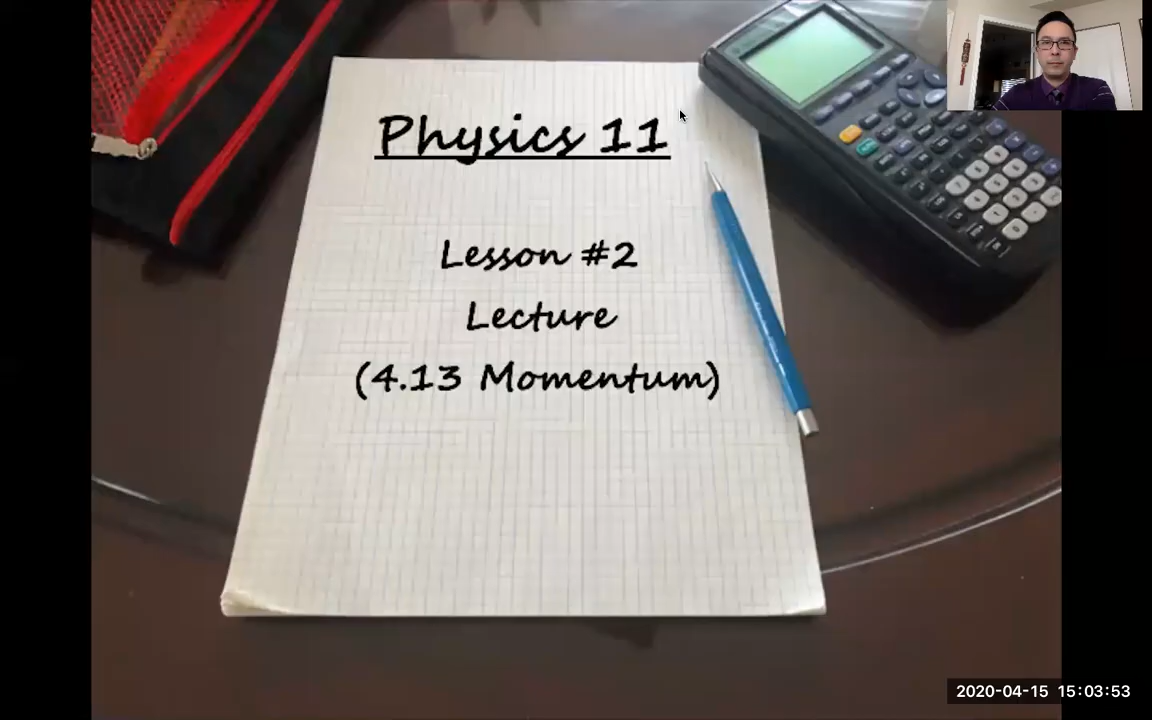 Physics 11
Lesson #2
Lecture
(4.13 Momentum)
2020-04-15 15:03:53